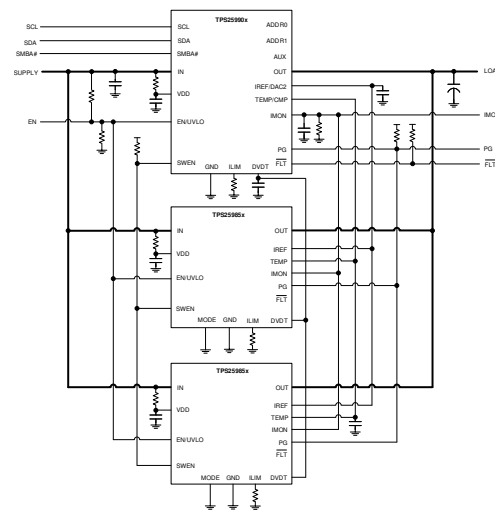 TPS25990x
SCL
SCL
ADDR0
SDA
SDA
ADDR1
SMBA#
SMBA#
AUX
SUPPLY
IN
OUT
LOA
VDD
IREF/DAC2
TEMP/CMP
EN
EN/UVLO
IMON
IMO
PG
PG
SWEN
FLT
FLT
GND
ILIM
DVDT
TPS25985x
IN
OUT
VDD
IREF
TEMP
EN/UVLO
IMON
PG
FLT
SWEN
MODE
GND
ILIM
DVDT
TPS25985x
IN
OUT
VDD
IREF
TEMP
EN/UVLO
IMON
PG
FLT
SWEN
MODE
GND
ILIM
DVDT